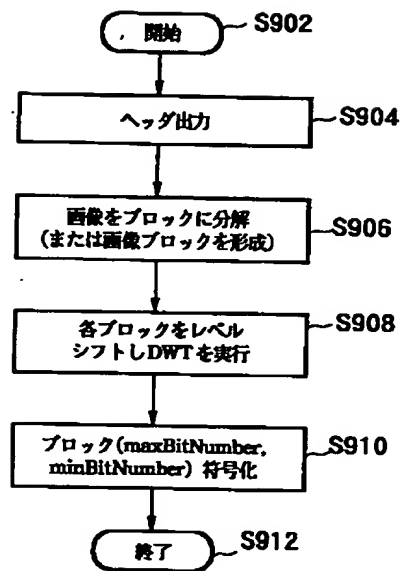 開始
S902
ヘッダ出力
S904
画像をブロックに分解
(または画像ブロックを形成)
S906
各ブロックをレベル
シフトしDWTを実行
S908
ブロック(maxBitNumber,
minBitNumber) 符号化
S910
終了
S912